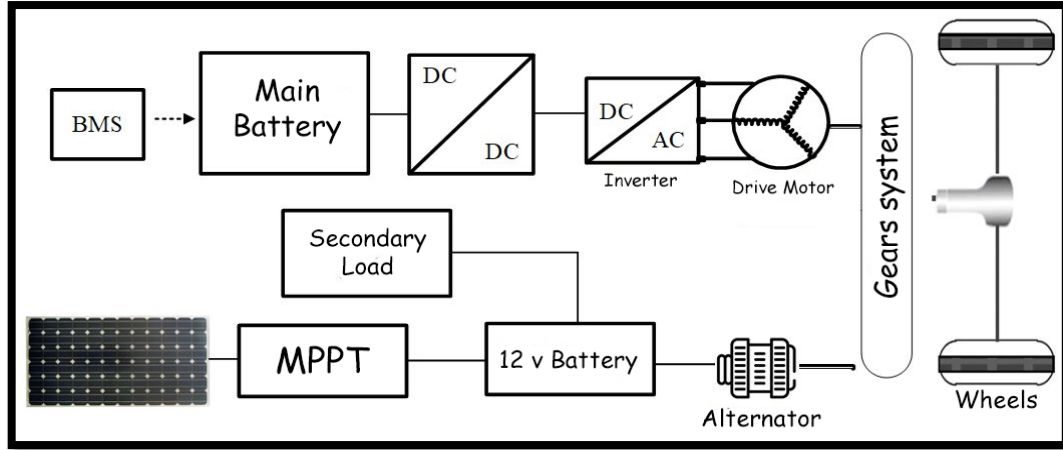 BMS
Main
Battery
DC
DC
DC
AC
Inverter
Drive Motor
Gears system
Secondary
Load
MPPT
12 v Battery
Alternator
Wheels